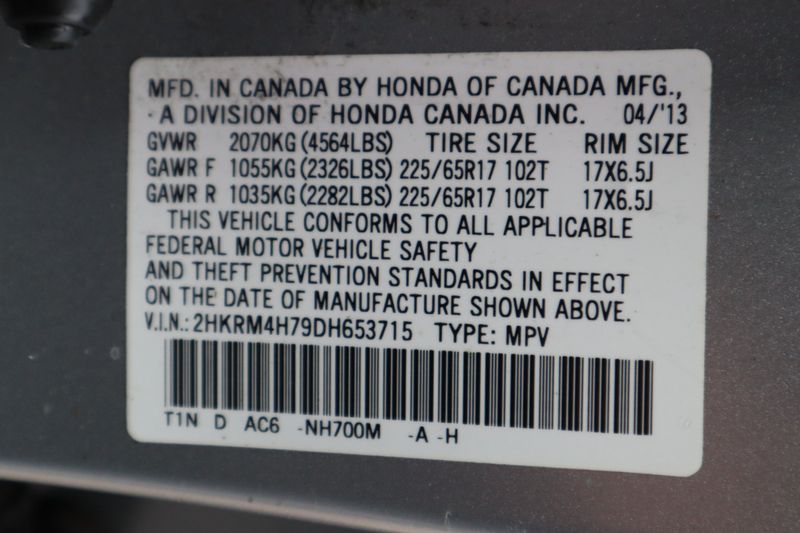 MFD. IN CANADA BY HONDA OF CANADA MFG.,
A DIVISION OF HONDA CANADA INC. 04/'13
GVWR 2070KG (4564LBS) TIRE SIZE RIM SIZE
GAWR F 1055KG (2326LBS) 225/65R17 102T 17X6.5J
GAWR R 1035KG (2282LBS) 225/65R17 102T 17X6.5J
THIS VEHICLE CONFORMS TO ALL APPLICABLE
FEDERAL MOTOR VEHICLE SAFETY
AND THEFT PREVENTION STANDARDS IN EFFECT
ON THE DATE OF MANUFACTURE SHOWN ABOVE.
V.I.N.: 2HKRM4H79DH653715 TYPE: MPV
T1N D AC6 -NH700M -A -H